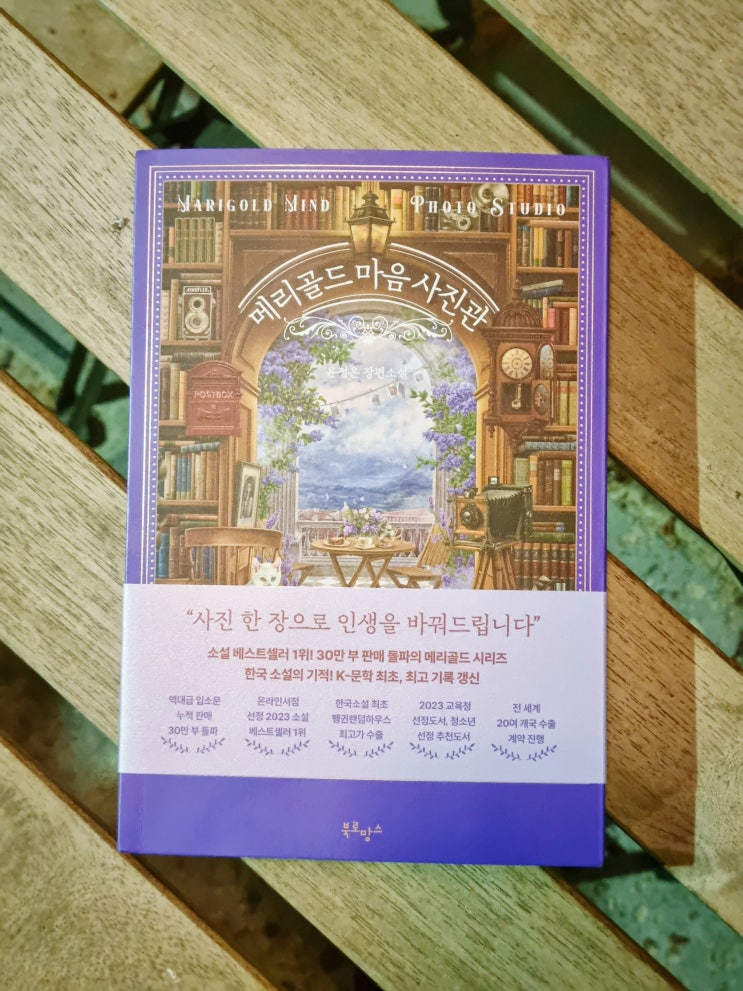 MARIGOLD MIND PHOTO STUDIO
메리골드 마음 사진관
윤정은 장편소설
POSTBOX
“사진 한 장으로 인생을 바꿔드립니다”
소설 베스트셀러 1위! 30만 부 판매 돌파의 메리골드 시리즈
한국 소설의 기적! K-문학 최초, 최고 기록 갱신
역대급 입소문
누적 판매
30만 부 돌파
온라인서점
선정 2023 소설
베스트셀러 1위
한국소설 최초
펭귄랜덤하우스
최고가 수출
2023 교육청
선정도서, 청소년
선정 추천도서
전 세계
20여 개국 수출
계약 진행
북로망스